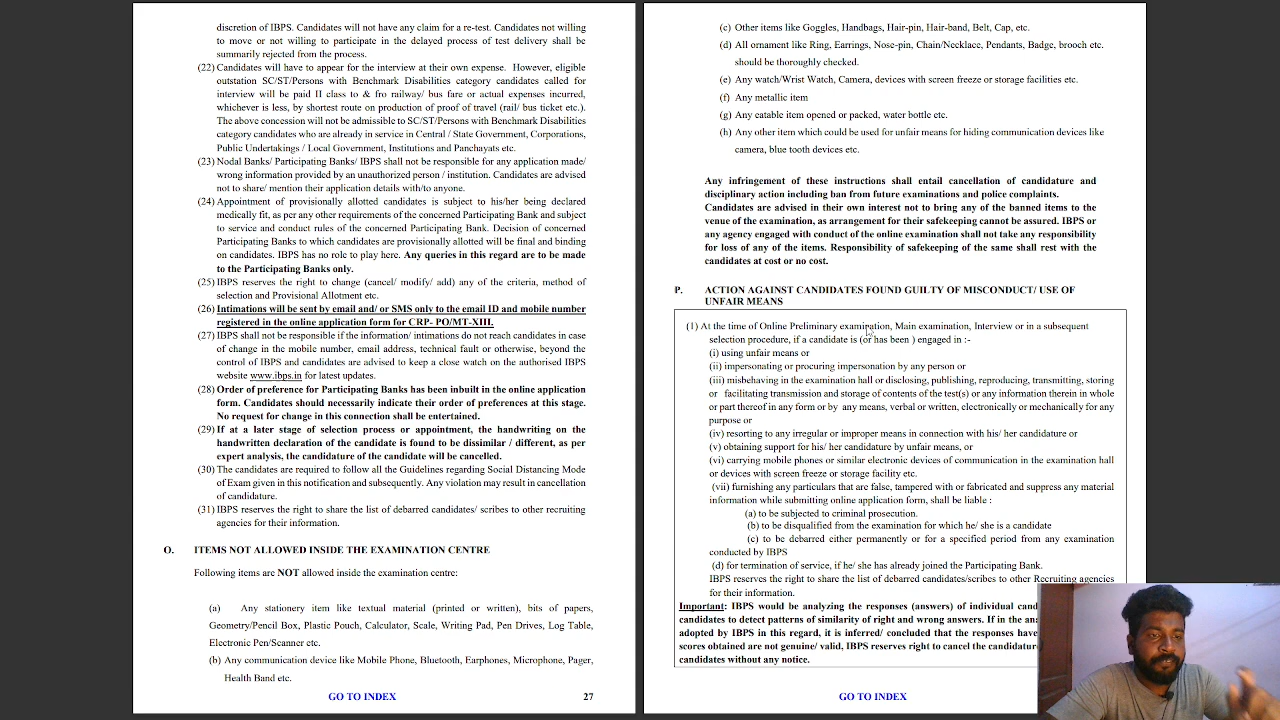 discretion of IBPS. Candidates will not have any claim for a re-test. Candidates not willing
to move or not willing to participate in the delayed process of test delivery shall be
summarily rejected from the process.
(22) Candidates will have to appear for the interview at their own expense. However, eligible
outstation SC/ST/Persons with Benchmark Disabilities category candidates called for
interview will be paid II class to & fro railway/ bus fare or actual expenses incurred,
whichever is less, by shortest route on production of proof of travel (rail/ bus ticket etc.).
The above concession will not be admissible to SC/ST/Persons with Benchmark Disabilities
category candidates who are already in service in Central / State Government, Corporations,
Public Undertakings / Local Government, Institutions and Panchayats etc.
(23) Nodal Banks/ Participating Banks/ IBPS shall not be responsible for any application made/
wrong information provided by an unauthorized person / institution. Candidates are advised
not to share/ mention their application details with/to anyone.
(24) Appointment of provisionally allotted candidates is subject to his/her being declared
medically fit, as per any other requirements of the concerned Participating Bank and subject
to service and conduct rules of the concerned Participating Bank. Decision of concerned
Participating Banks to which candidates are provisionally allotted will be final and binding
on candidates. IBPS has no role to play here. Any queries in this regard are to be made
to the Participating Banks only.
(25) IBPS reserves the right to change (cancel/ modify/ add) any of the criteria, method of
selection and Provisional Allotment etc.
(26) Intimations will be sent by email and/ or SMS only to the email ID and mobile number
registered in the online application form for CRP- PO/MT-XIII.
(27) IBPS shall not be responsible if the information/ intimations do not reach candidates in case
of change in the mobile number, email address, technical fault or otherwise, beyond the
control of IBPS and candidates are advised to keep a close watch on the authorised IBPS
website www.ibps.in for latest updates.
(28) Order of preference for Participating Banks has been inbuilt in the online application
form. Candidates should necessarily indicate their order of preferences at this stage.
No request for change in this connection shall be entertained.
(29) If at a later stage of selection process or appointment, the handwriting on the
handwritten declaration of the candidate is found to be dissimilar / different, as per
expert analysis, the candidature of the candidate will be cancelled.
(30) The candidates are required to follow all the Guidelines regarding Social Distancing Mode
of Exam given in this notification and subsequently. Any violation may result in cancellation
of candidature.
(31) IBPS reserves the right to share the list of debarred candidates/ scribes to other recruiting
agencies for their information.
O. ITEMS NOT ALLOWED INSIDE THE EXAMINATION CENTRE
Following items are NOT allowed inside the examination centre:
(a) Any stationery item like textual material (printed or written), bits of papers,
Geometry/Pencil Box, Plastic Pouch, Calculator, Scale, Writing Pad, Pen Drives, Log Table,
Electronic Pen/Scanner etc.
(b) Any communication device like Mobile Phone, Bluetooth, Earphones, Microphone, Pager,
Health Band etc.
GO TO INDEX 27
(c) Other items like Goggles, Handbags, Hair-pin, Hair-band, Belt, Cap, etc.
(d) All ornament like Ring, Earrings, Nose-pin, Chain/Necklace, Pendants, Badge, brooch etc.
should be thoroughly checked.
(e) Any watch/Wrist Watch, Camera, devices with screen freeze or storage facilities etc.
(f) Any metallic item
(g) Any eatable item opened or packed, water bottle etc.
(h) Any other item which could be used for unfair means for hiding communication devices like
camera, blue tooth devices etc.
Any infringement of these instructions shall entail cancellation of candidature and
disciplinary action including ban from future examinations and police complaints.
Candidates are advised in their own interest not to bring any of the banned items to the
venue of the examination, as arrangement for their safekeeping cannot be assured. IBPS or
any agency engaged with conduct of the online examination shall not take any responsibility
for loss of any of the items. Responsibility of safekeeping of the same shall rest with the
candidates at cost or no cost.
P. ACTION AGAINST CANDIDATES FOUND GUILTY OF MISCONDUCT/ USE OF
UNFAIR MEANS
(1) At the time of Online Preliminary examination, Main examination, Interview or in a subsequent
selection procedure, if a candidate is (or has been ) engaged in :-
(i) using unfair means or
(ii) impersonating or procuring impersonation by any person or
(iii) misbehaving in the examination hall or disclosing, publishing, reproducing, transmitting, storing
or facilitating transmission and storage of contents of the test(s) or any information therein in whole
or part thereof in any form or by any means, verbal or written, electronically or mechanically for any
purpose or
(iv) resorting to any irregular or improper means in connection with his/ her candidature or
(v) obtaining support for his/ her candidature by unfair means, or
(vi) carrying mobile phones or similar electronic devices of communication in the examination hall
or devices with screen freeze or storage facility etc.
(vii) furnishing any particulars that are false, tampered with or fabricated and suppress any material
information while submitting online application form, shall be liable :
(a) to be subjected to criminal prosecution.
(b) to be disqualified from the examination for which he/ she is a candidate
(c) to be debarred either permanently or for a specified period from any examination
conducted by IBPS
(d) for termination of service, if he/ she has already joined the Participating Bank.
IBPS reserves the right to share the list of debarred candidates/scribes to other Recruiting agencies
for their information.
Important: IBPS would be analyzing the responses (answers) of individual
candidates to detect patterns of similarity of right and wrong answers. If in the
adopted by IBPS in this regard, it is inferred/ concluded that the responses have
scores obtained are not genuine/ valid, IBPS reserves right to cancel the
candidates without any notice.
GO TO INDEX